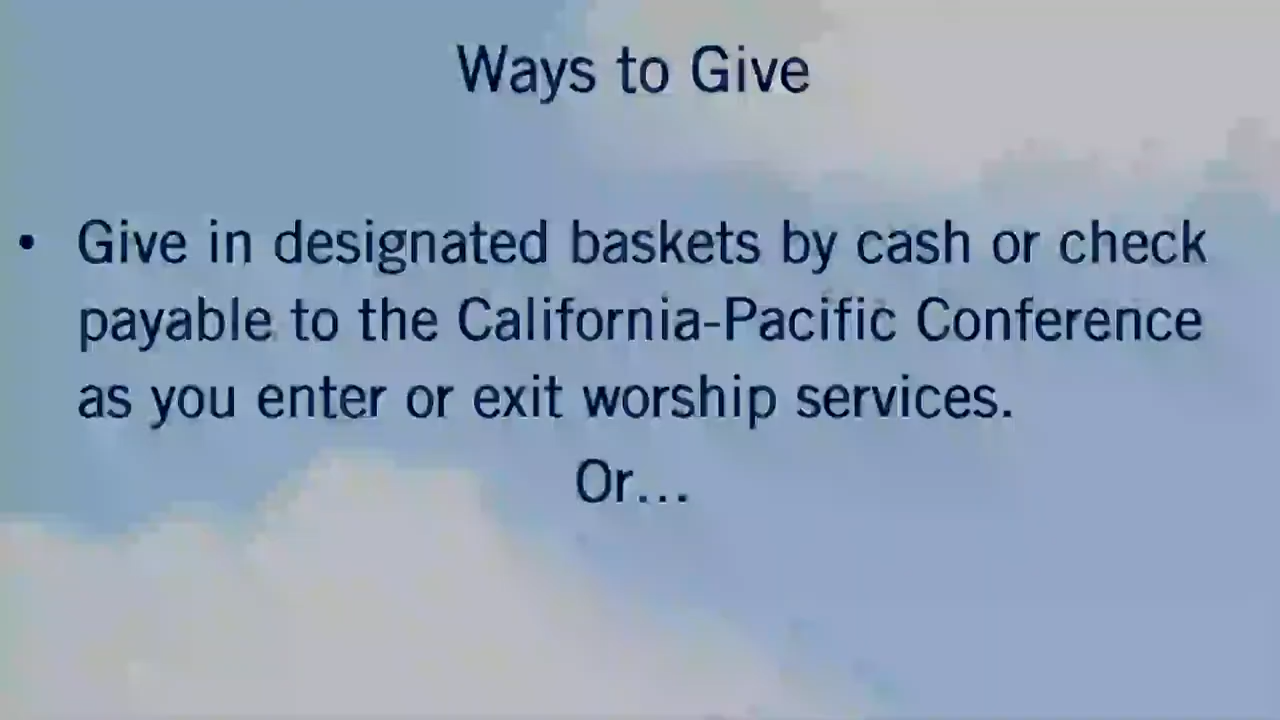 Ways to Give
• Give in designated baskets by cash or check
payable to the California-Pacific Conference
as you enter or exit worship services.
Or...